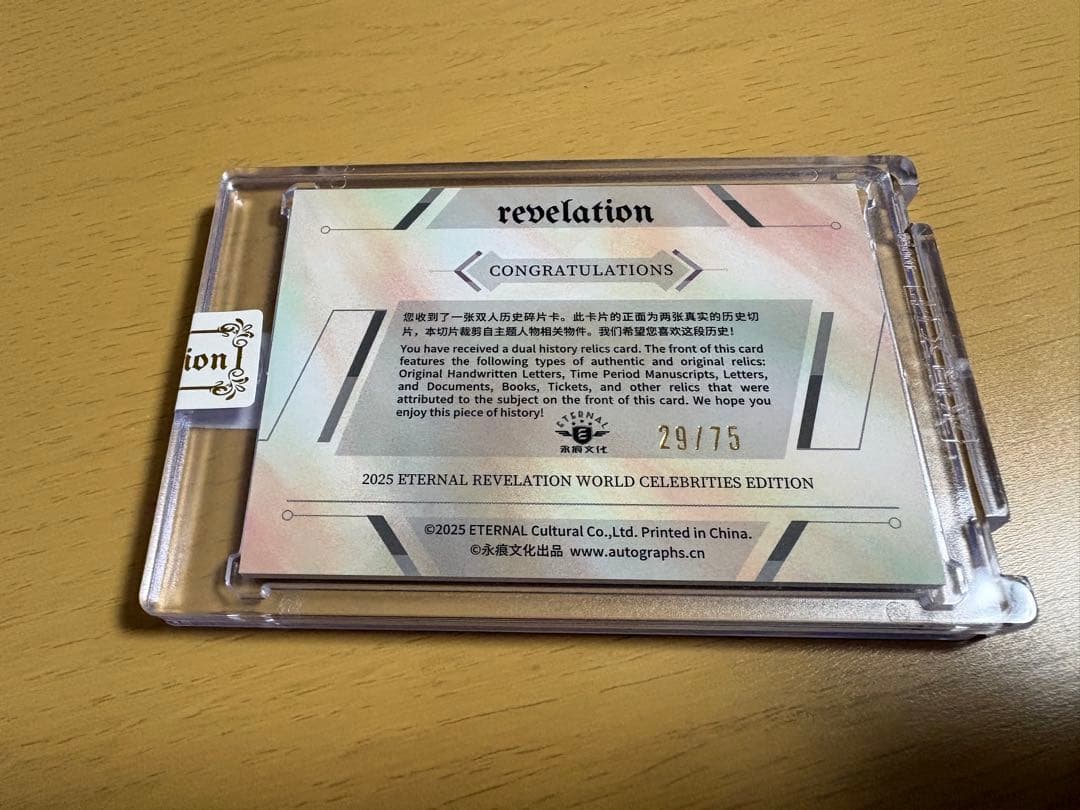 revelation
CONGRATULATIONS
您收到了一张双人历史碎片卡。此卡片的正面为两张真实的历史切
片，本切片裁剪自主题人物相关物件。我们希望您喜欢这段历史！
You have received a dual history relics card. The front of this card
features the following types of authentic and original relics:
Original Handwritten Letters, Time Period Manuscripts, Letters,
and Documents, Books, Tickets, and other relics that were
attributed to the subject on the front of this card. We hope you
enjoy this piece of history!
ETERNAL
永痕文化
29/75
ion
2025 ETERNAL REVELATION WORLD CELEBRITIES EDITION
©2025 ETERNAL Cultural Co.,Ltd. Printed in China.
©永痕文化出品 www.autographs.cn